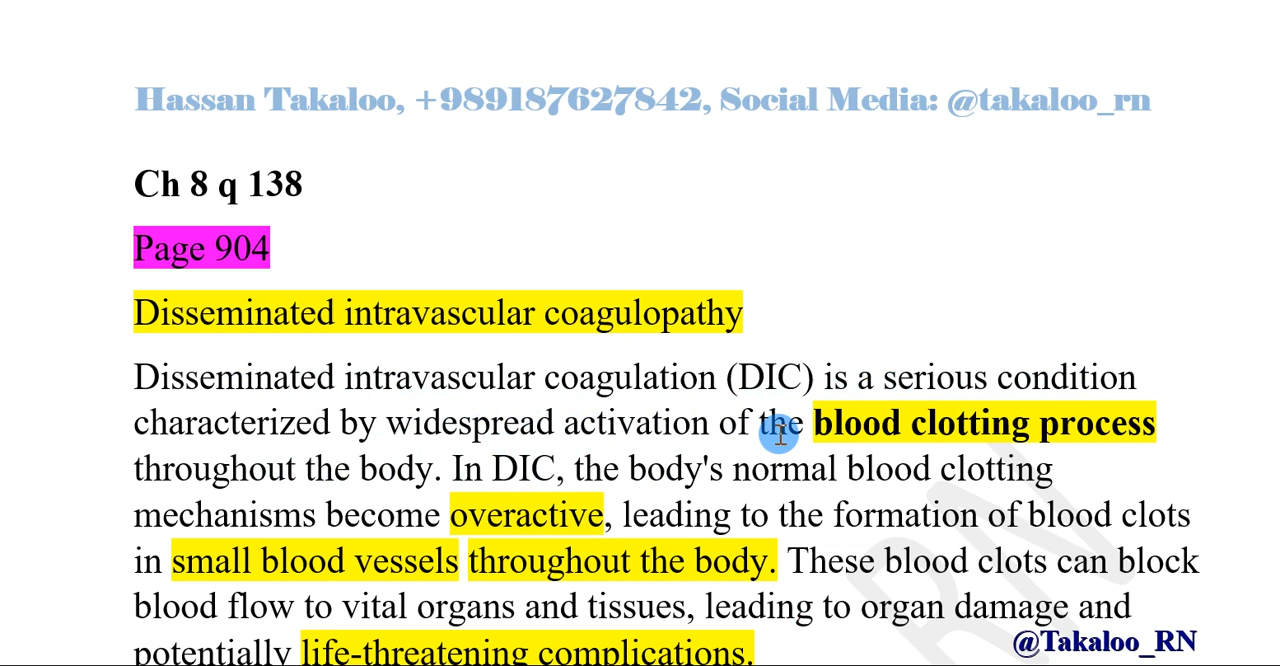 Hassan Takaloo, +989187627842, Social Media: @takaloo_rn
Ch 8 q 138
Page 904
Disseminated intravascular coagulopathy
Disseminated intravascular coagulation (DIC) is a serious condition
characterized by widespread activation of the blood clotting process
throughout the body. In DIC, the body's normal blood clotting
mechanisms become overactive, leading to the formation of blood clots
in small blood vessels throughout the body. These blood clots can block
blood flow to vital organs and tissues, leading to organ damage and
potentially life-threatening complications.
RN
@Takaloo_RN